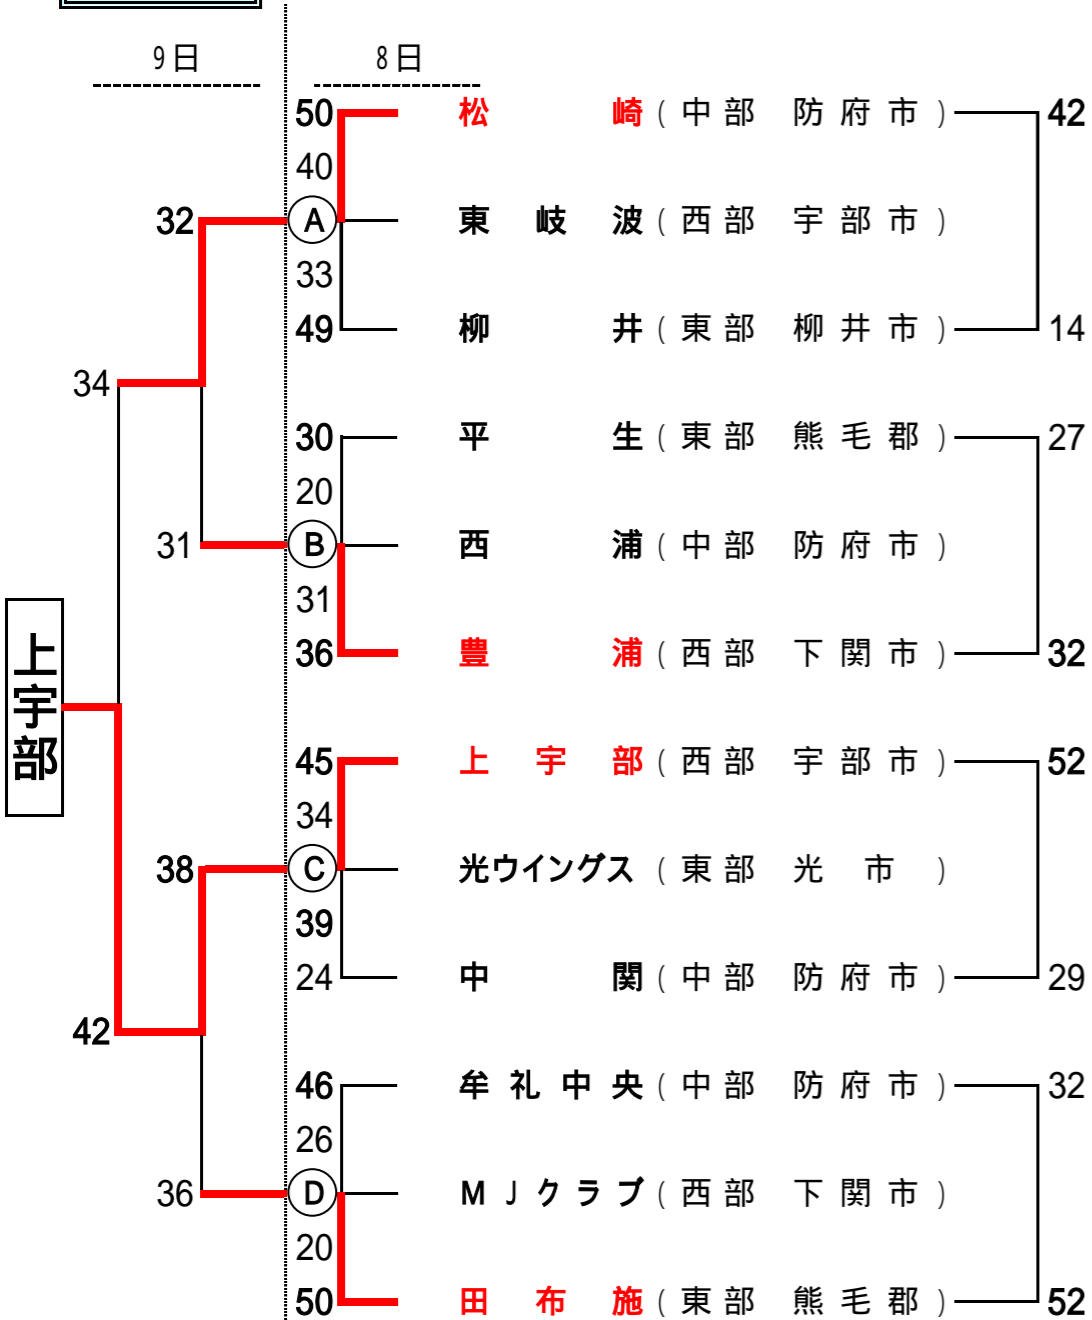 9日 8日
50 松崎(中部 防府市) 42
40
32 A 東岐波(西部 宇部市)
33
49 柳井(東部 柳井市) 14
34
30 平生(東部 熊毛郡) 27
20
31 B 西浦(中部 防府市)
31
36 豊浦(西部 下関市) 32
上宇部
45 上宇部(西部 宇部市) 52
34
38 C 光ウイングス(東部 光市)
39
24 中関(中部 防府市) 29
42
46 牟礼中央(中部 防府市) 32
26
36 D MJクラブ(西部 下関市)
20
50 田布施(東部 熊毛郡) 52